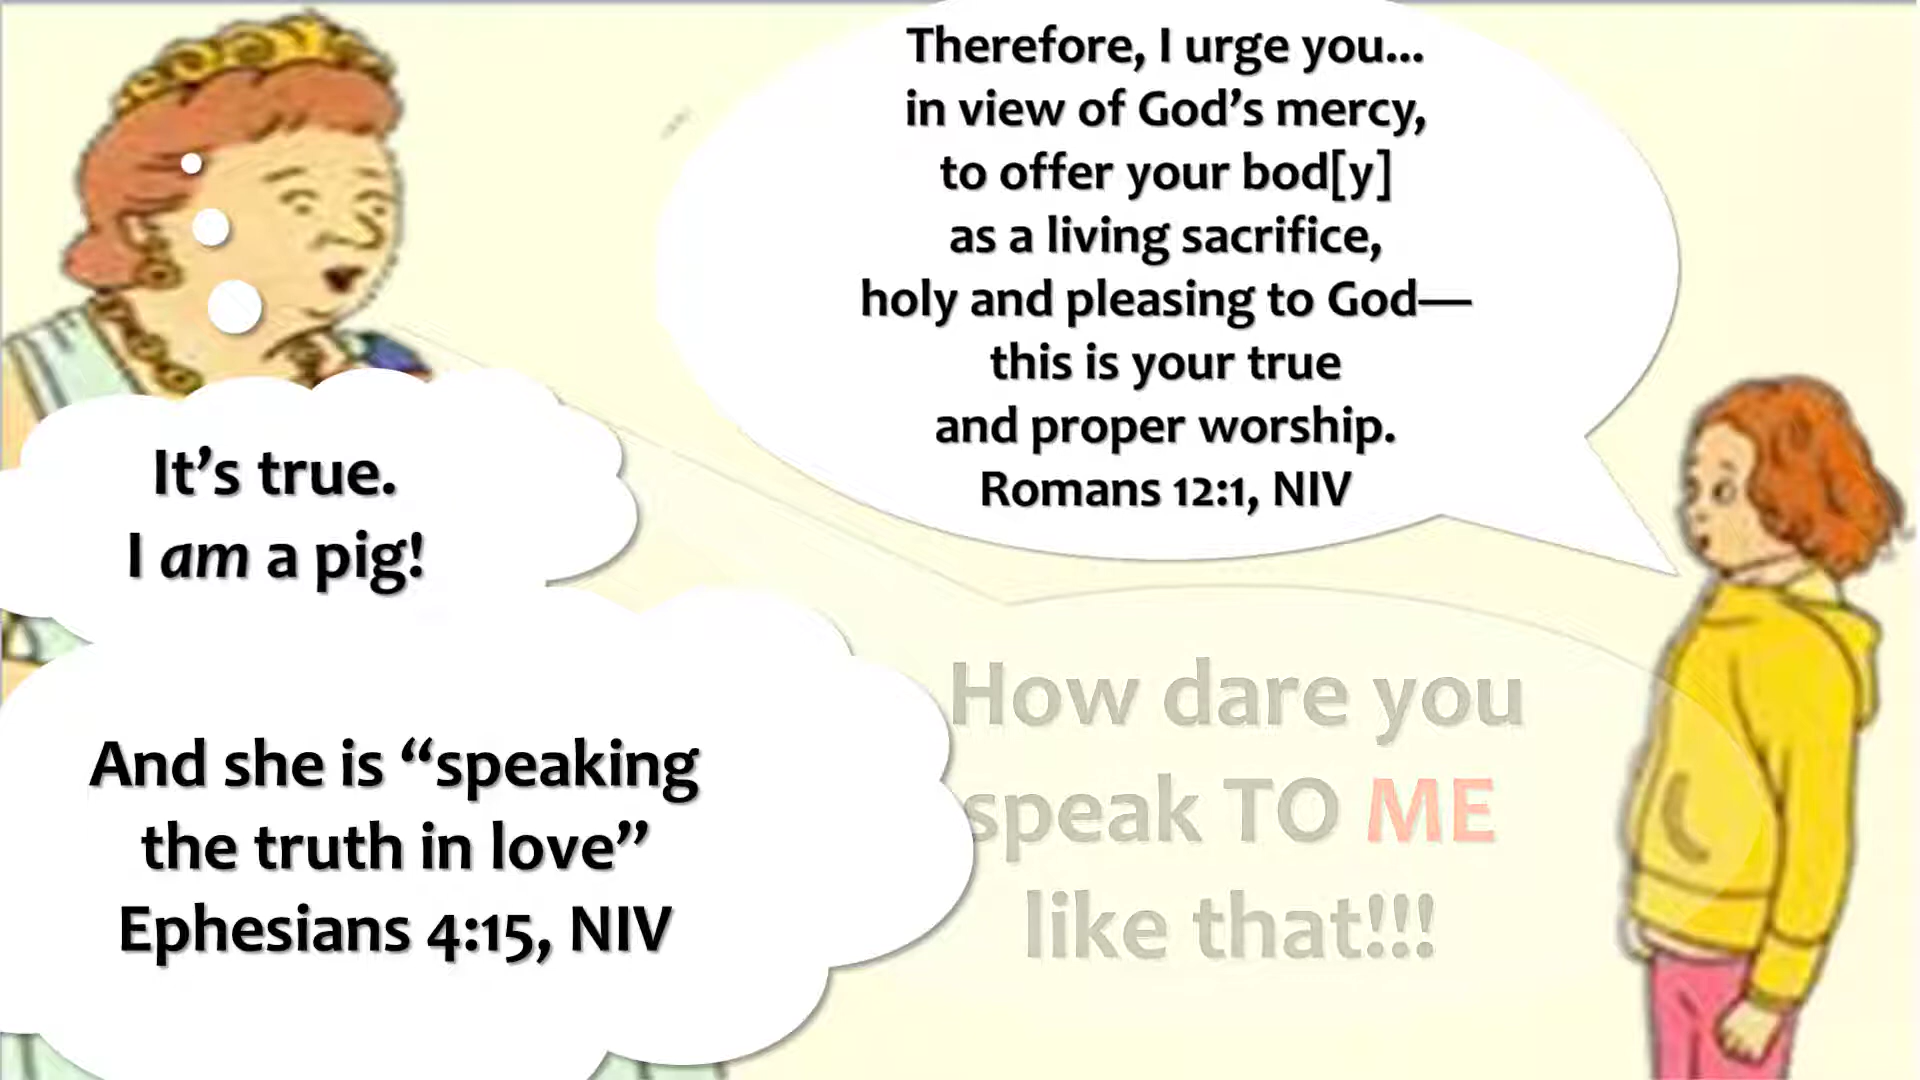 Therefore, I urge you...
in view of God’s mercy,
to offer your bod[y]
as a living sacrifice,
holy and pleasing to God—
this is your true
and proper worship.
Romans 12:1, NIV
It’s true.
I am a pig!
And she is “speaking
the truth in love”
Ephesians 4:15, NIV
How dare you
speak TO ME
like that!!!